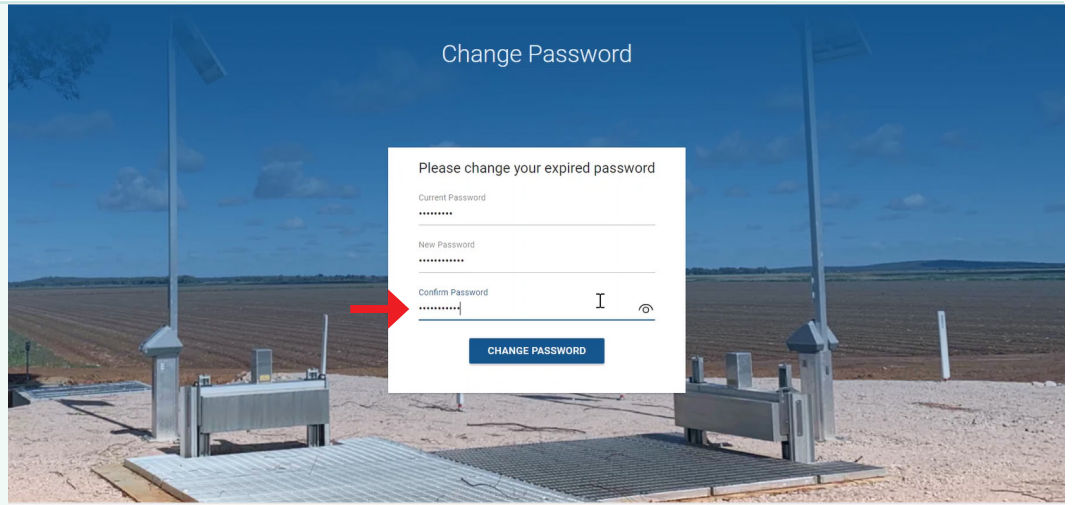 Change Password
Please change your expired password
Current Password
•••••••••
New Password
••••••••••••
Confirm Password
•••••••••••
CHANGE PASSWORD